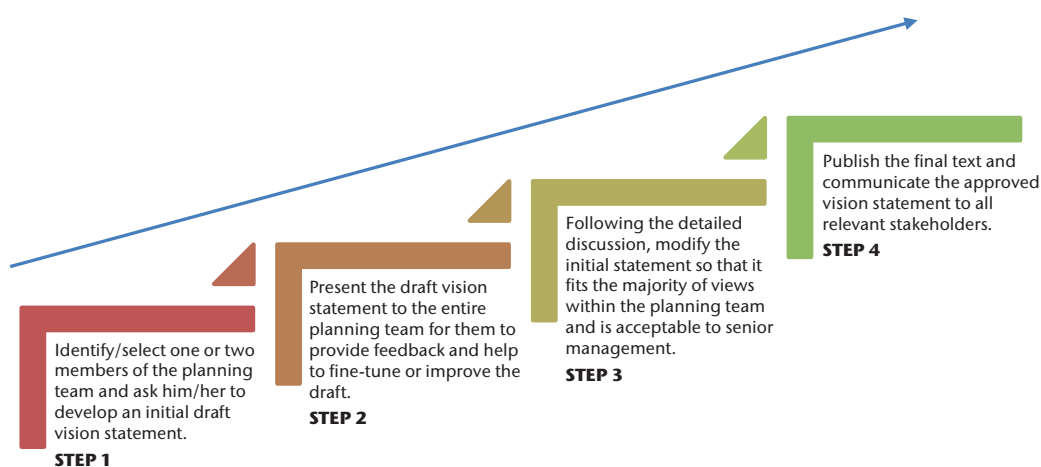 Identify/select one or two
members of the planning
team and ask him/her to
develop an initial draft
vision statement.
STEP 1
Present the draft vision
statement to the entire
planning team for them to
provide feedback and help
to fine-tune or improve the
draft.
STEP 2
Following the detailed
discussion, modify the
initial statement so that it
fits the majority of views
within the planning team
and is acceptable to senior
management.
STEP 3
Publish the final text and
communicate the approved
vision statement to all
relevant stakeholders.
STEP 4